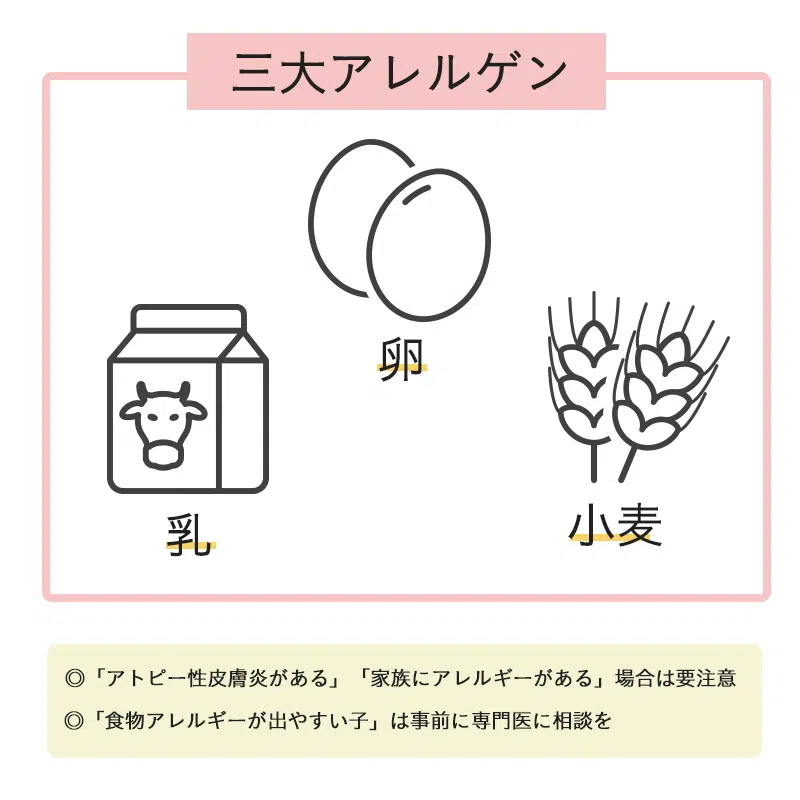 三大アレルゲン
卵
乳
小麦
◎「アトピー性皮膚炎がある」「家族にアレルギーがある」場合は要注意
◎「食物アレルギーが出やすい子」は事前に専門医に相談を